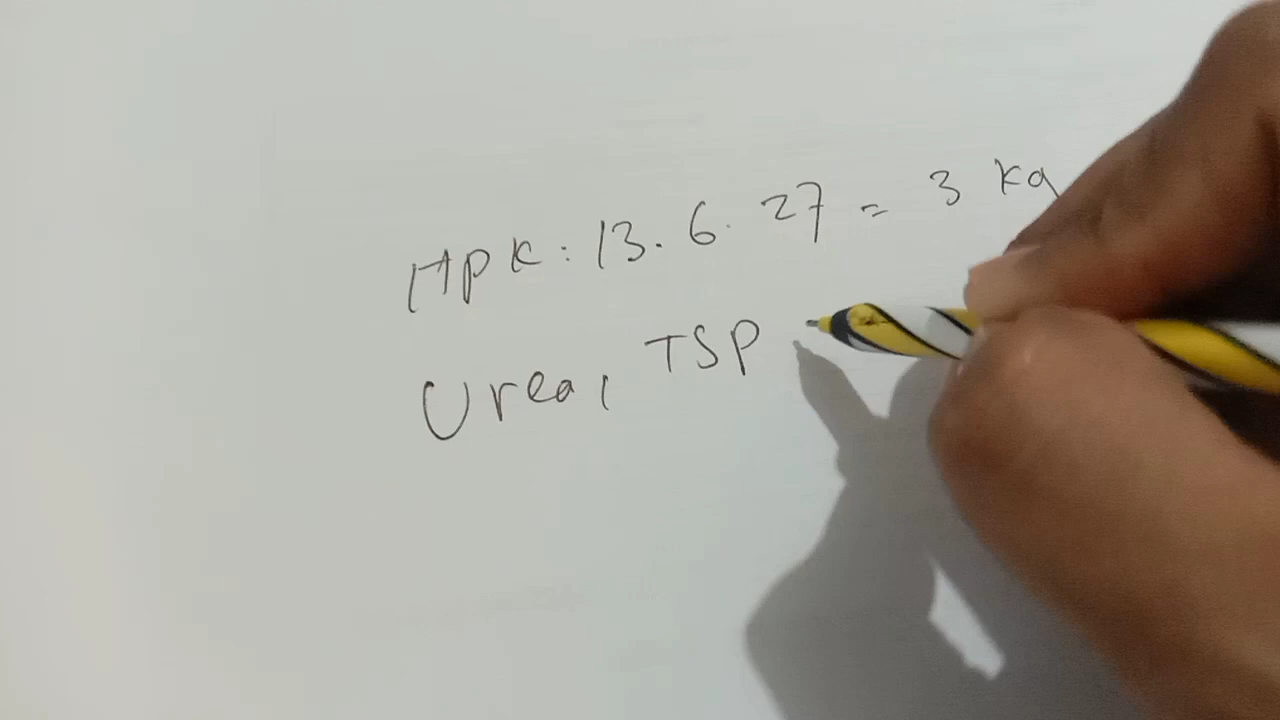 Npk : 13. 6. 27 = 3 kg
Urea, TSP